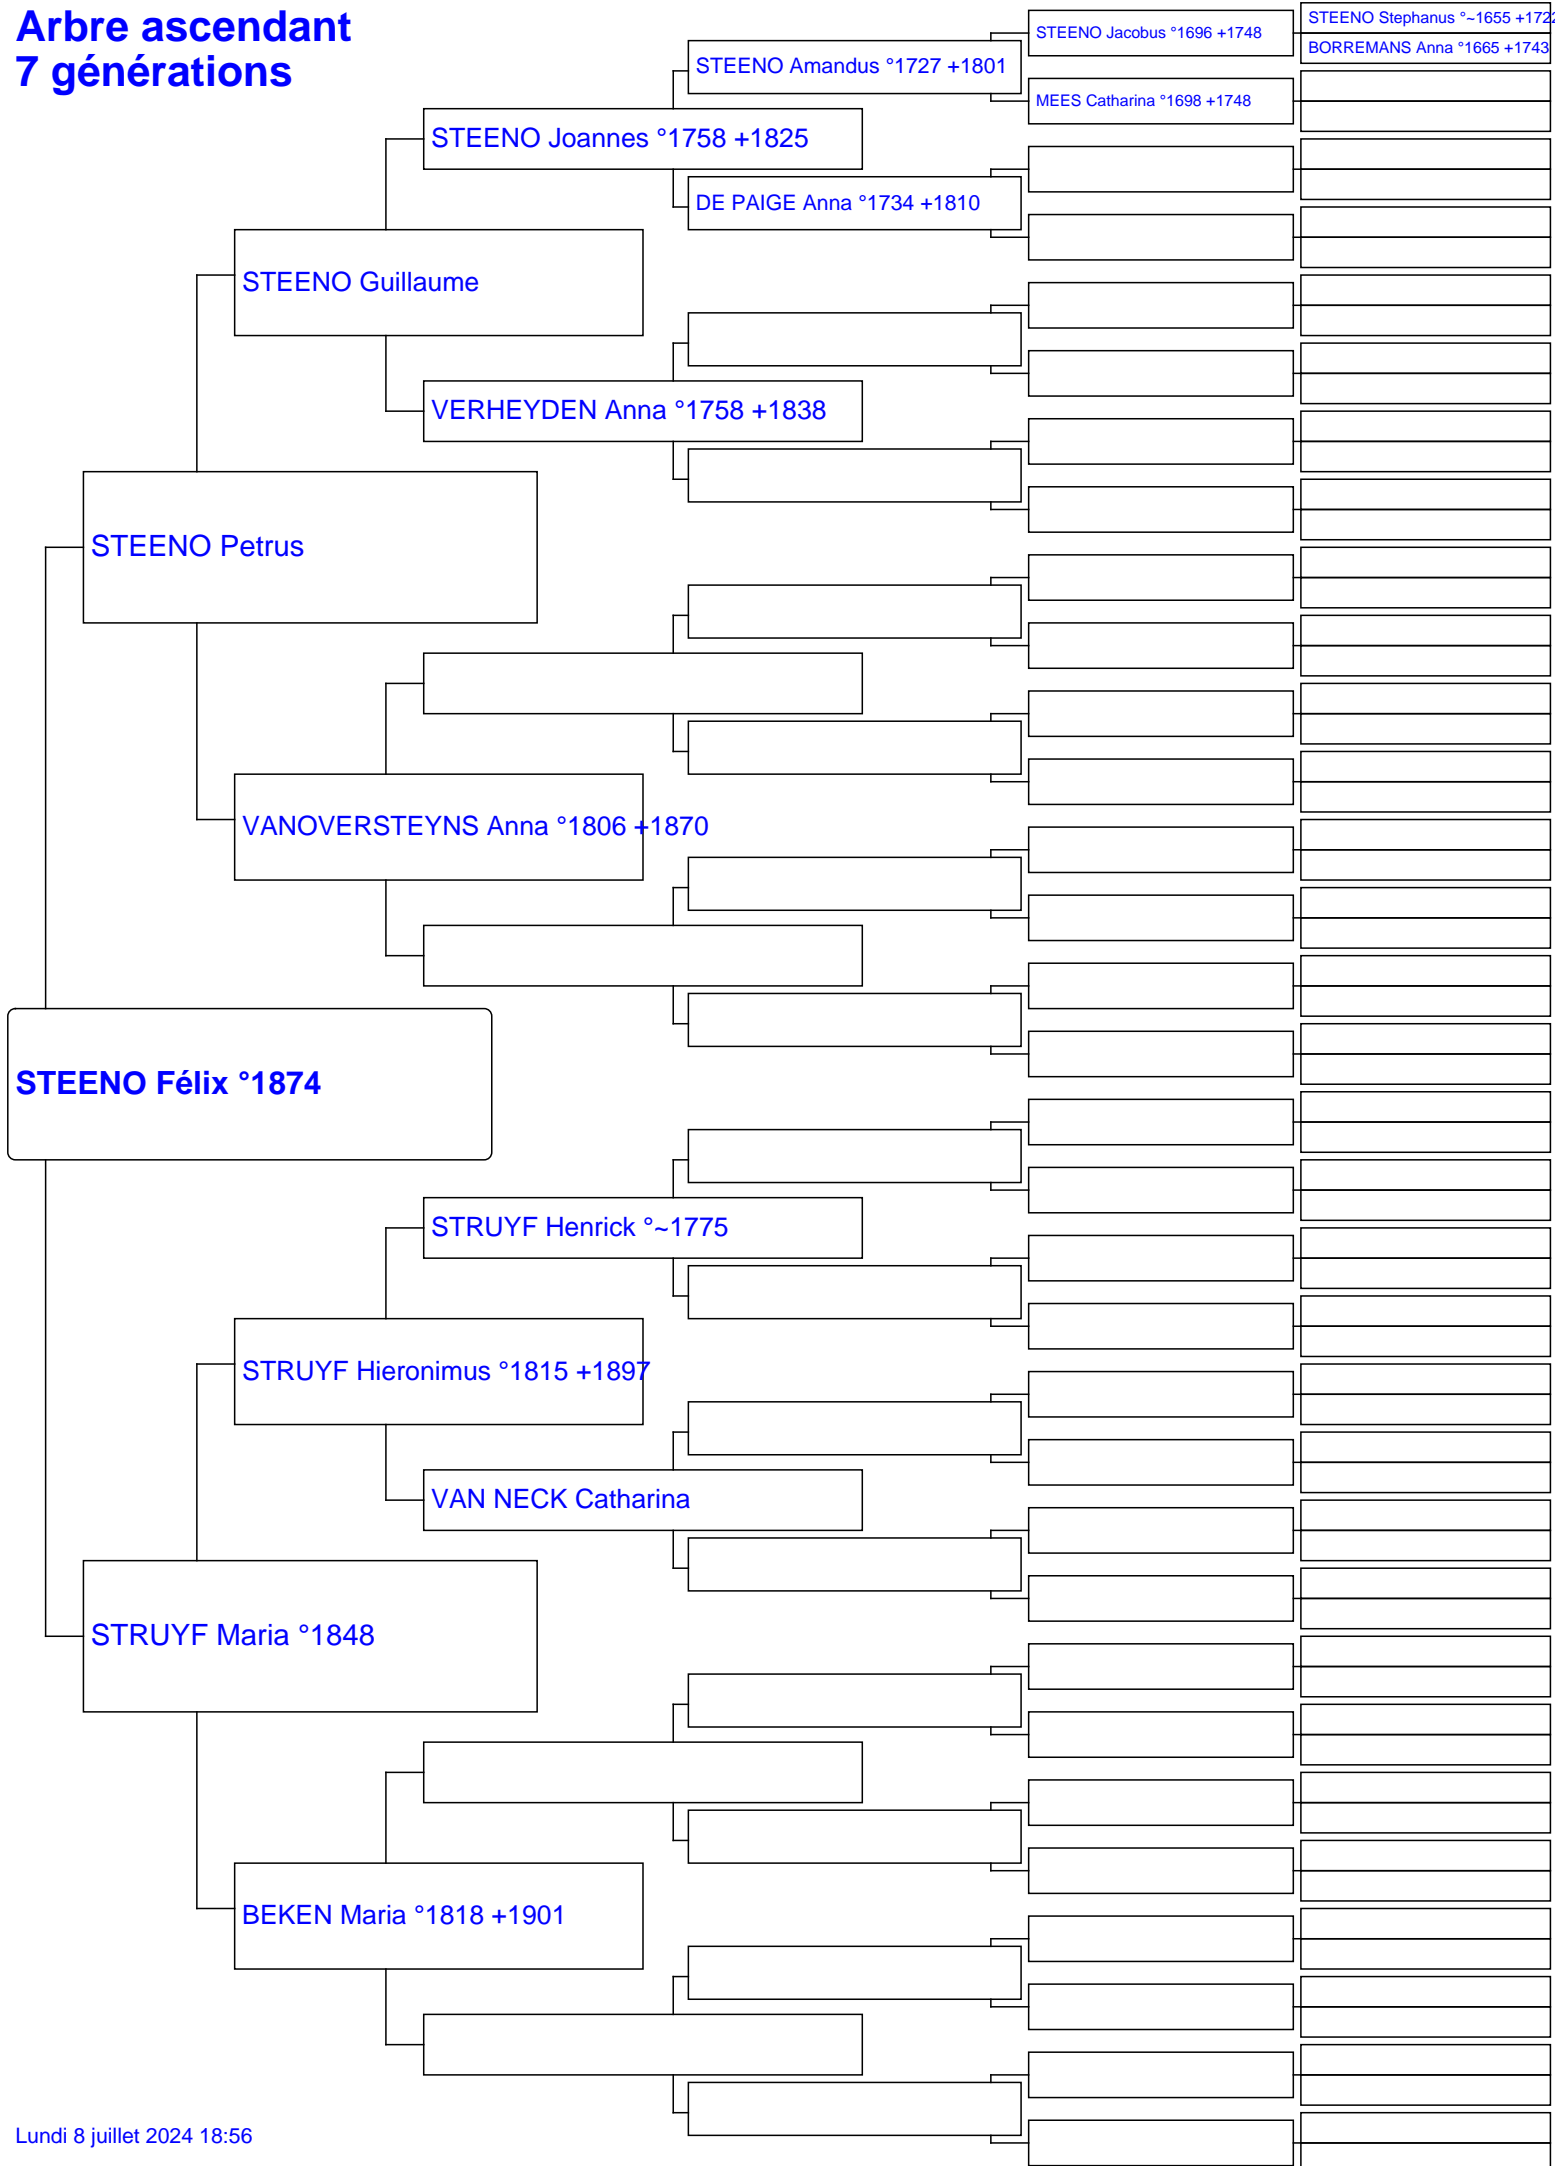 Arbre ascendant
7 générations
STEENO Stephanus °~1655 +1722
STEENO Jacobus °1696 +1748
BORREMANS Anna °1665 +1743
STEENO Amandus °1727 +1801
MEES Catharina °1698 +1748
STEENO Joannes °1758 +1825
DE PAIGE Anna °1734 +1810
STEENO Guillaume
VERHEYDEN Anna °1758 +1838
STEENO Petrus
VANOVERSTEYNS Anna °1806 +1870
STEENO Félix °1874
STRUYF Henrick °~1775
STRUYF Hieronimus °1815 +1897
VAN NECK Catharina
STRUYF Maria °1848
BEKEN Maria °1818 +1901
Lundi 8 juillet 2024 18:56